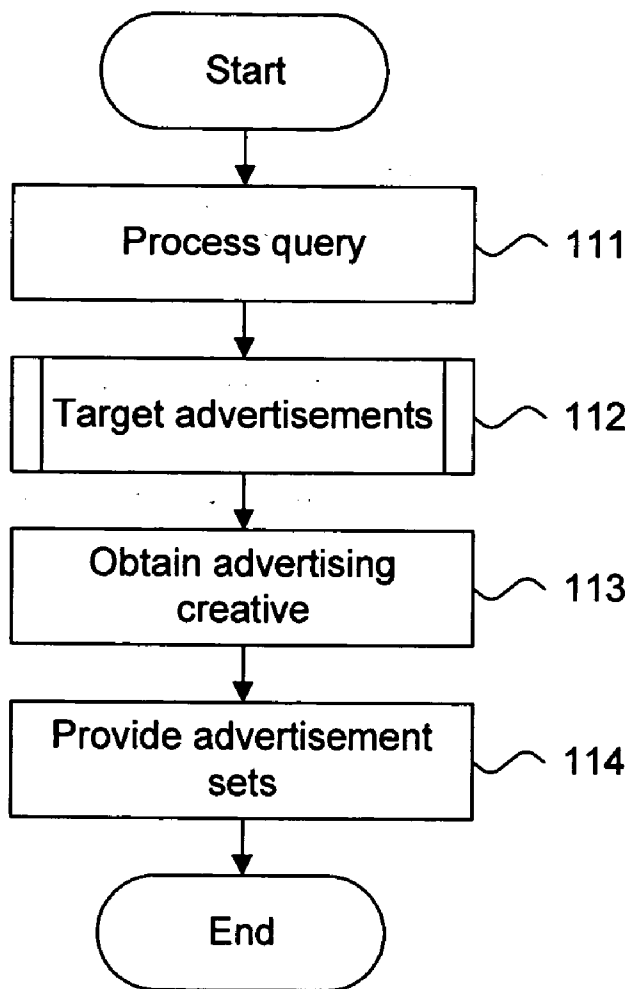 Start
Process query
111
Target advertisements
112
Obtain advertising
creative
113
Provide advertisement
sets
114
End